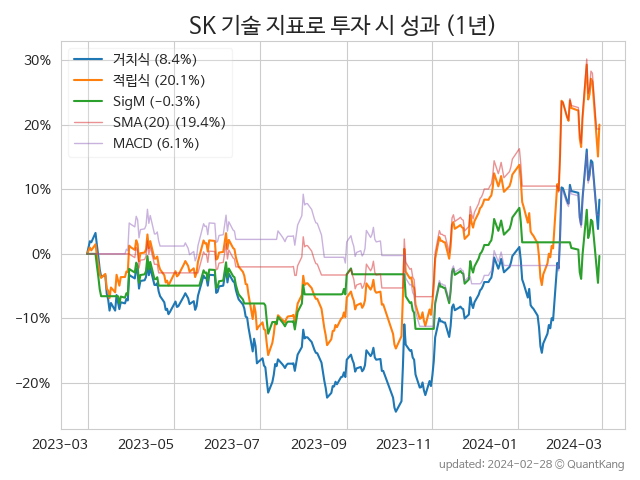 SK 기술 지표로 투자 시 성과 (1년)
거치식 (8.4%)
적립식 (20.1%)
SigM (−0.3%)
SMA(20) (19.4%)
MACD (6.1%)
30%
20%
10%
0%
−10%
−20%
2023−03 2023−05 2023−07 2023−09 2023−11 2024−01 2024−03
updated: 2024-02-28 © QuantKang